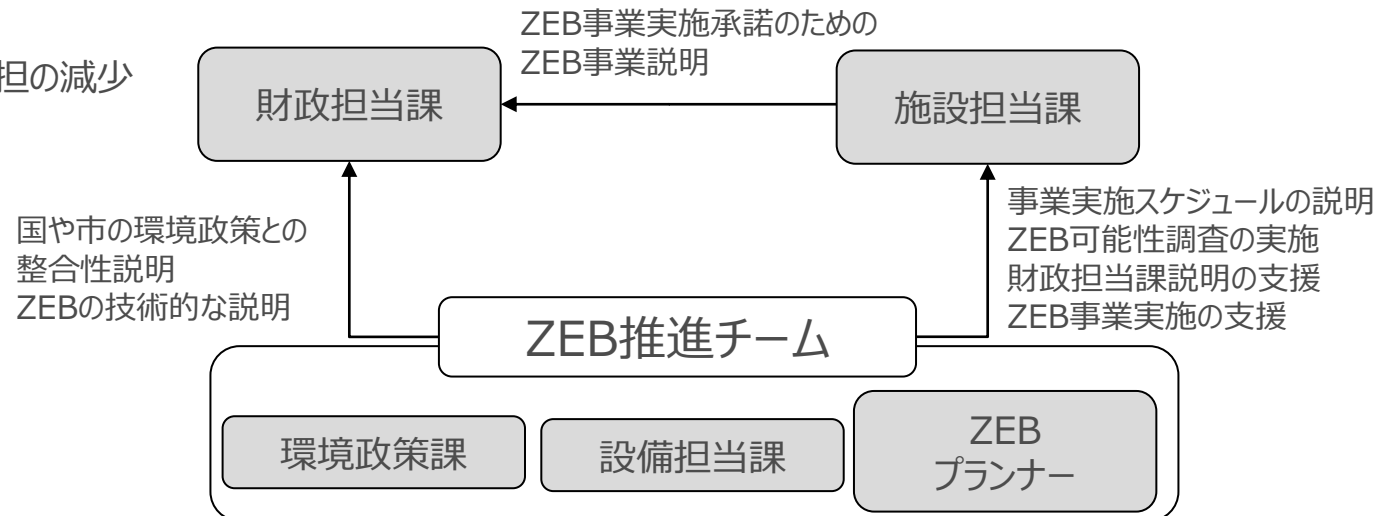 ZEB事業実施承諾のための
ZEB事業説明
担の減少
財政担当課
施設担当課
国や市の環境政策との
整合性説明
ZEBの技術的な説明
事業実施スケジュールの説明
ZEB可能性調査の実施
財政担当課説明の支援
ZEB事業実施の支援
ZEB推進チーム
環境政策課
設備担当課
ZEB
プランナー